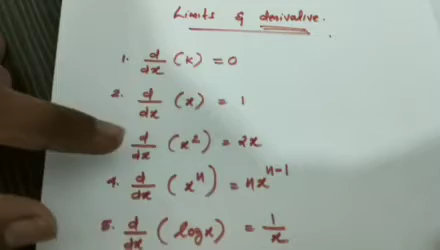 Limits & derivative.
1. d/dx (k) = 0
2. d/dx (x) = 1
d/dx (x²) = 2x
4. d/dx (xⁿ) = nxⁿ⁻¹
5. d/dx (logx) = 1/x